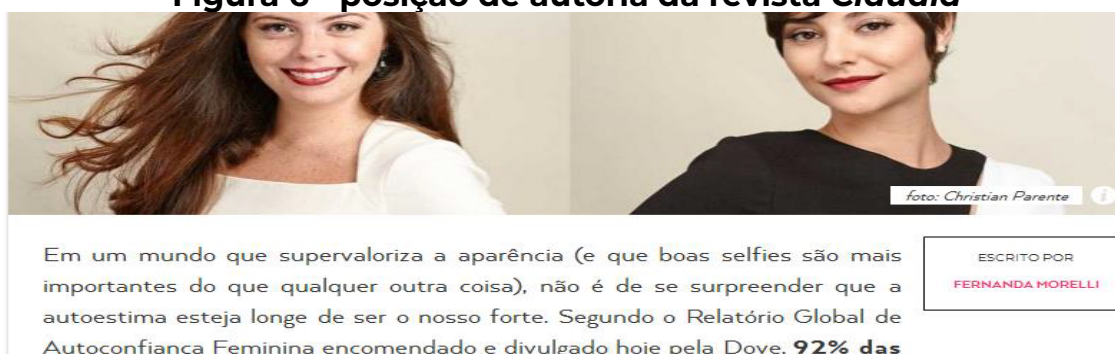 Figura 6 - posição de autoria da revista Claudia
foto: Christian Parente
Em um mundo que supervaloriza a aparência (e que boas selfies são mais
importantes do que qualquer outra coisa), não é de se surpreender que a
autoestima esteja longe de ser o nosso forte. Segundo o Relatório Global de
Autoconfiança Feminina encomendado e divulgado hoje pela Dove, 92% das
ESCRITO POR
FERNANDA MORELLI